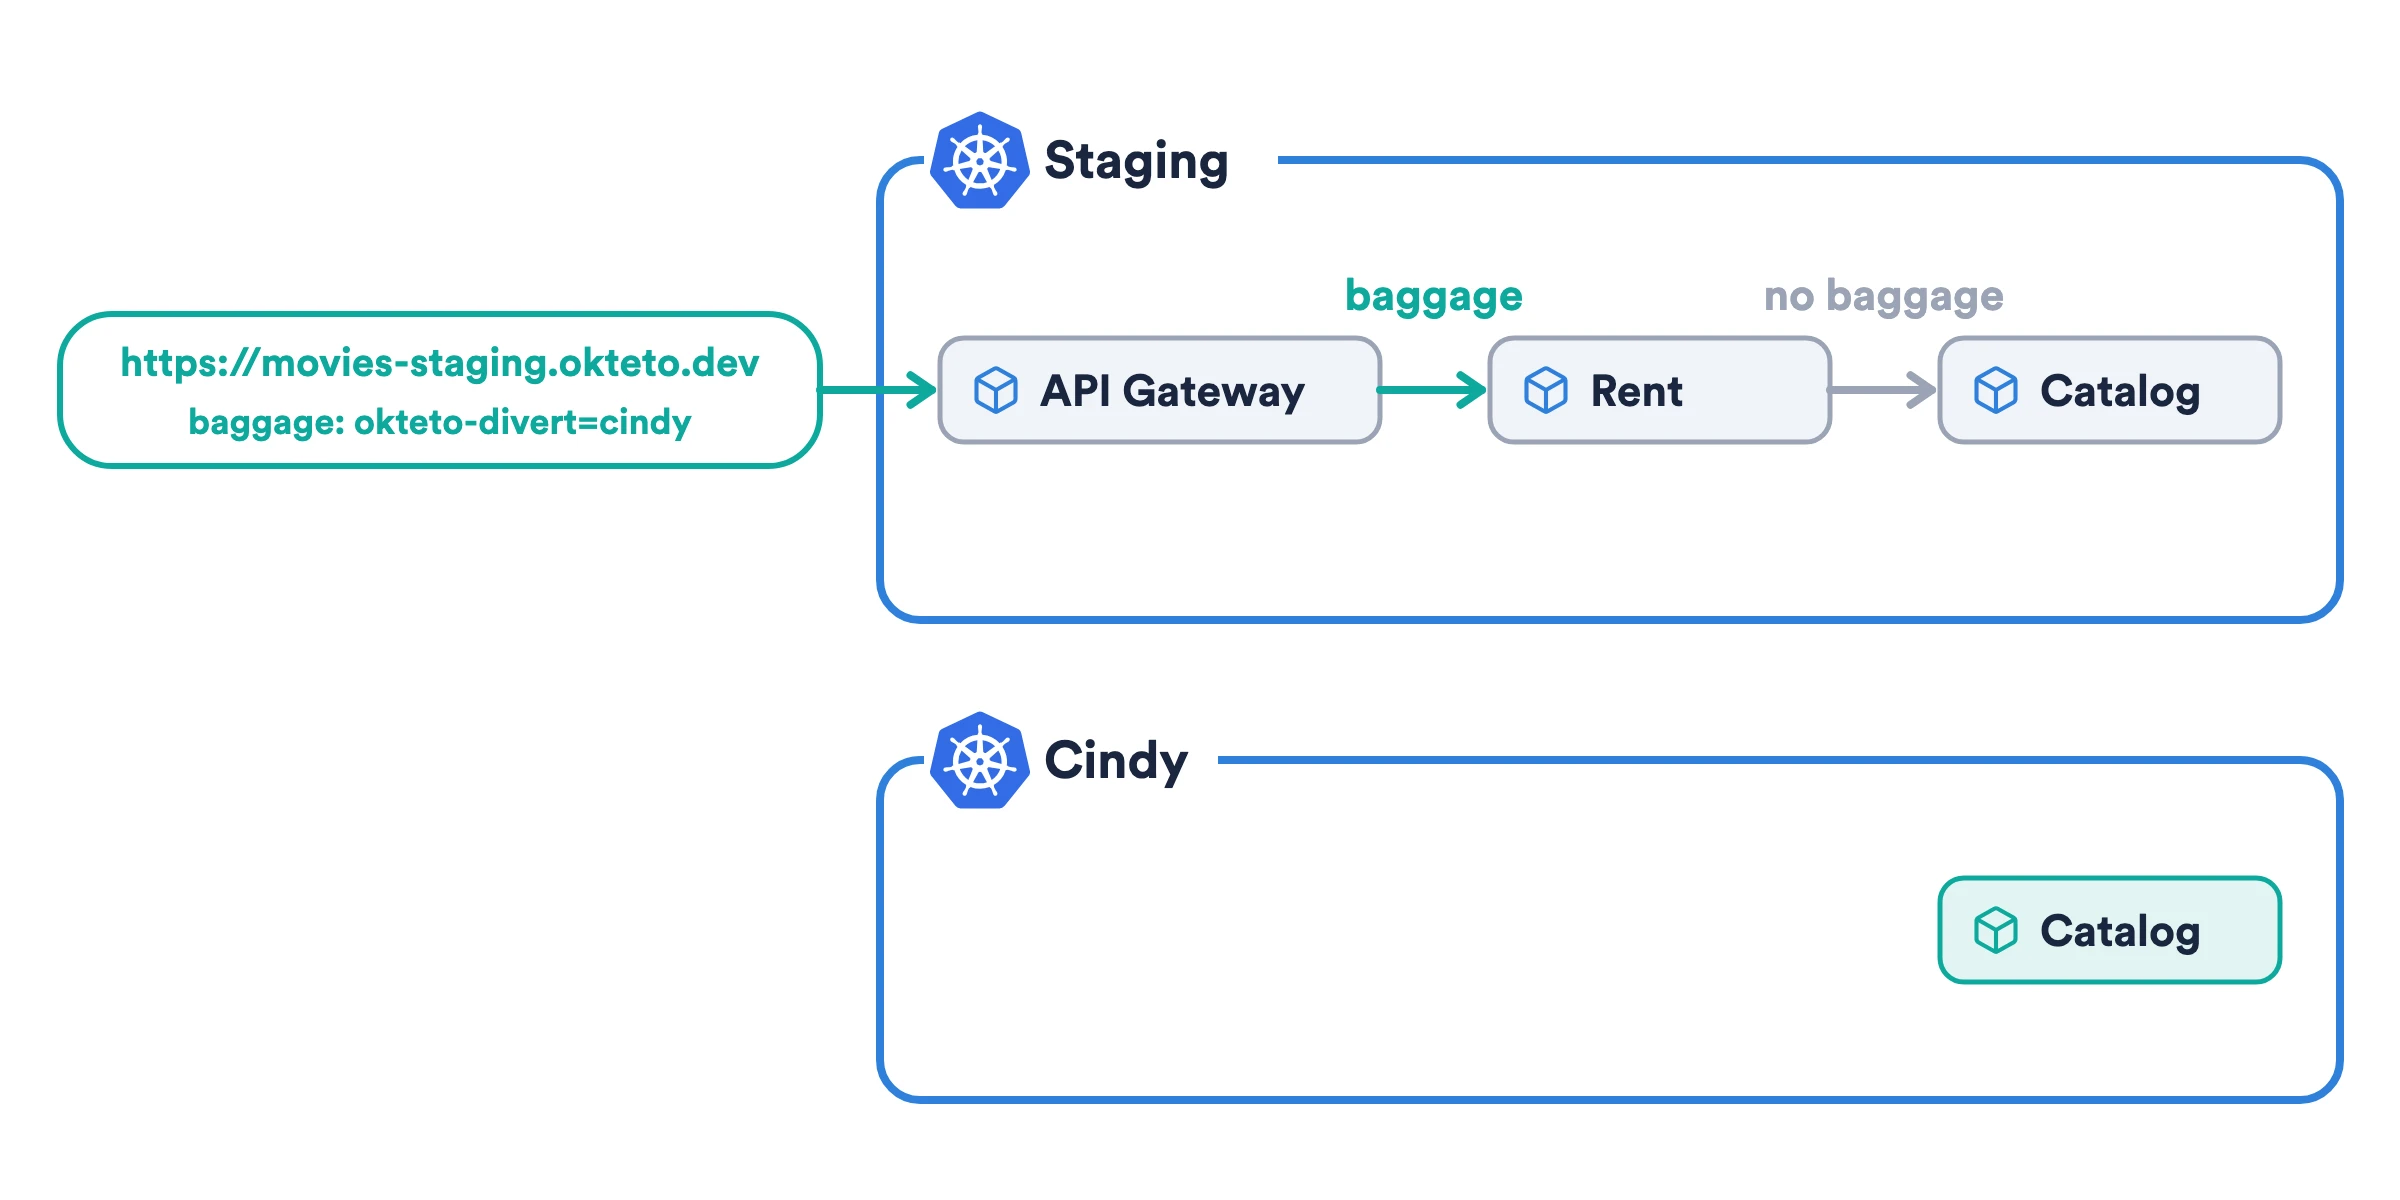 Staging
baggage
no baggage
https://movies-staging.okteto.dev
baggage: okteto-divert=cindy
API Gateway
Rent
Catalog
Cindy
Catalog